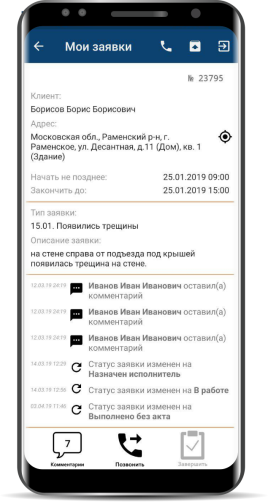 Мои заявки
№ 23795
Клиент:
Борисов Борис Борисович
Адрес:
Московская обл., Раменский р-н, г.
Раменское, ул. Десантная, д.11 (Дом), кв. 1
(Здание)
Начать не позднее: 25.01.2019 09:00
Закончить до: 25.01.2019 15:00
Тип заявки:
15.01. Появились трещины
Описание заявки:
на стене справа от подъезда под крышей
появилась трещина на стене.
12.03.19 24:19 Иванов Иван Иванович оставил(а)
комментарий
12.03.19 24:19 Иванов Иван Иванович оставил(а)
комментарий
12.03.19 24:19 Иванов Иван Иванович оставил(а)
комментарий
14.03.19 12:29 Статус заявки изменен на
Назначен исполнитель
14.03.19 12:56 Статус заявки изменен на В работе
02.04.19 11:46 Статус заявки изменен на
Выполнено без акта
7
Комментарии Позвонить Завершить